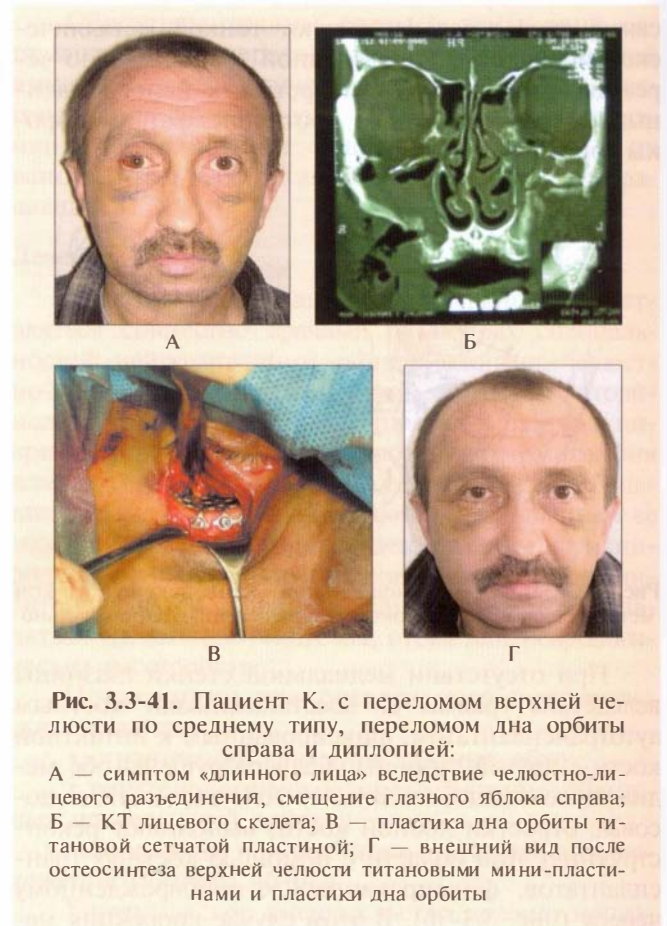 А
Б
В
Г
Рис. 3.3-41. Пациент К. с переломом верхней че-
люсти по среднему типу, переломом дна орбиты
справа и диплопией:
А — симптом «длинного лица» вследствие челюстно-ли-
цевого разъединения, смещение глазного яблока справа;
Б — КТ лицевого скелета; В — пластика дна орбиты ти-
тановой сетчатой пластиной; Г — внешний вид после
остеосинтеза верхней челюсти титановыми мини-пласти-
нами и пластики дна орбиты